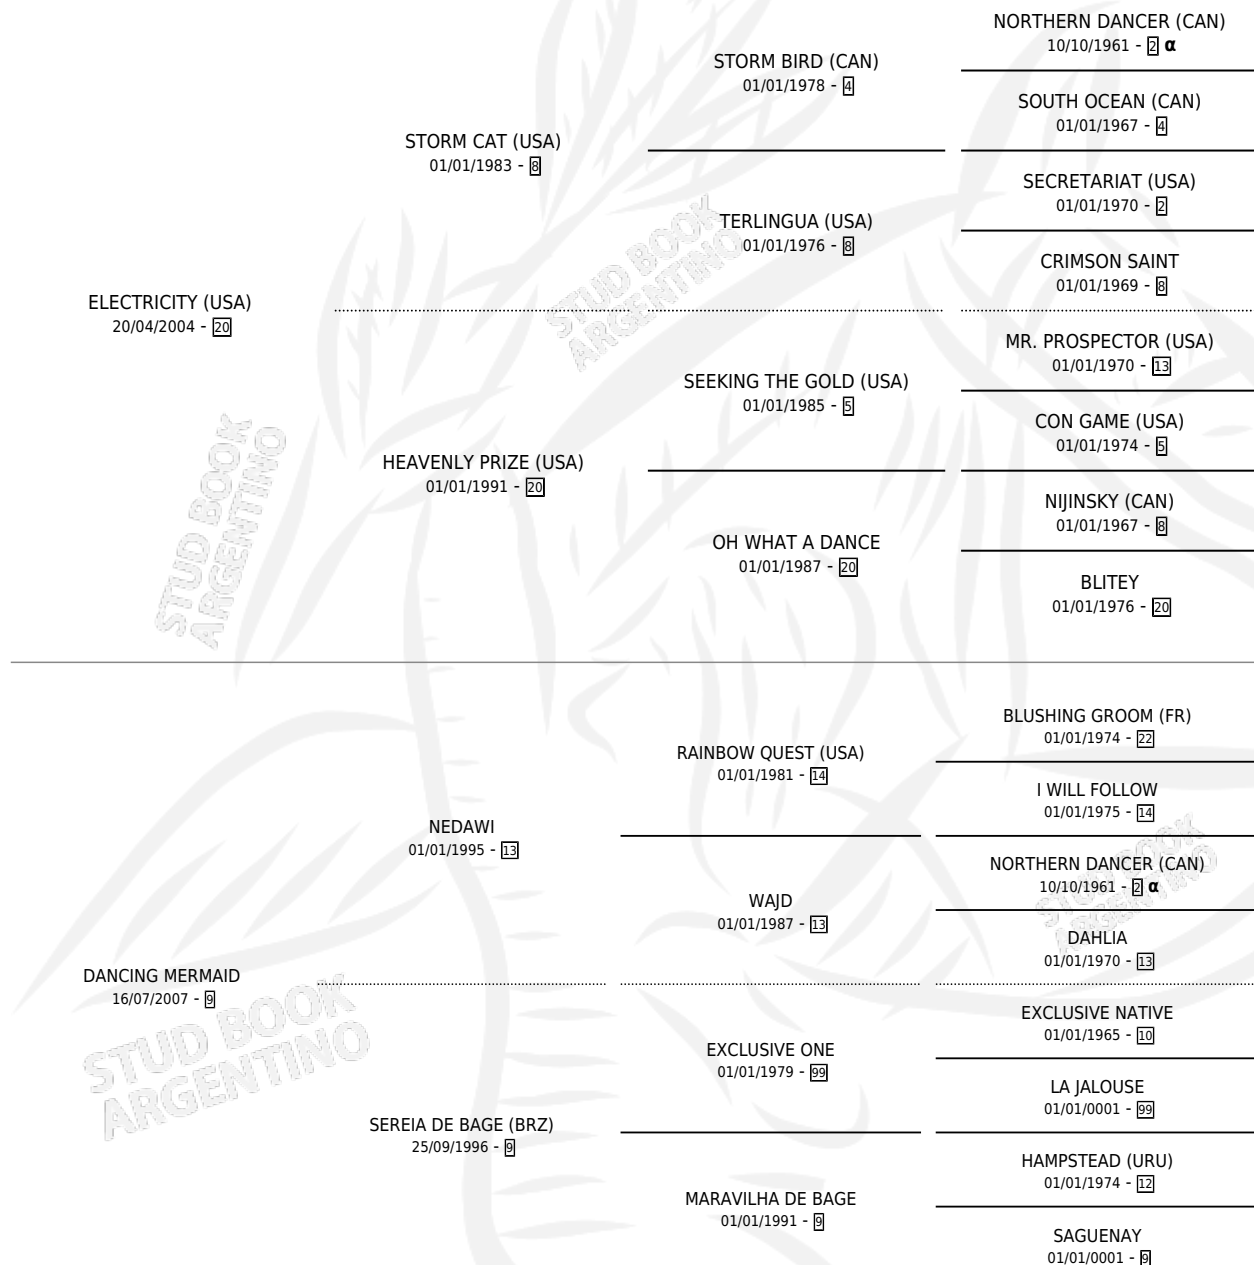 NORTHERN DANCER (CAN)
10/10/1961 - 2 α
STORM BIRD (CAN)
01/01/1978 - 4
SOUTH OCEAN (CAN)
01/01/1967 - 4
STORM CAT (USA)
01/01/1983 - 8
SECRETARIAT (USA)
01/01/1970 - 2
TERLINGUA (USA)
01/01/1976 - 8
CRIMSON SAINT
01/01/1969 - 8
ELECTRICITY (USA)
20/04/2004 - 20
MR. PROSPECTOR (USA)
01/01/1970 - 13
SEEKING THE GOLD (USA)
01/01/1985 - 5
CON GAME (USA)
01/01/1974 - 5
HEAVENLY PRIZE (USA)
01/01/1991 - 20
NIJINSKY (CAN)
01/01/1967 - 8
OH WHAT A DANCE
01/01/1987 - 20
BLITEY
01/01/1976 - 20
BLUSHING GROOM (FR)
01/01/1974 - 22
RAINBOW QUEST (USA)
01/01/1981 - 14
I WILL FOLLOW
01/01/1975 - 14
NEDAWI
01/01/1995 - 13
NORTHERN DANCER (CAN)
10/10/1961 - 2 α
WAJD
01/01/1987 - 13
DAHLIA
01/01/1970 - 13
DANCING MERMAID
16/07/2007 - 9
EXCLUSIVE NATIVE
01/01/1965 - 10
EXCLUSIVE ONE
01/01/1979 - 99
LA JALOUSE
01/01/0001 - 99
SEREIA DE BAGE (BRZ)
25/09/1996 - 9
HAMPSTEAD (URU)
01/01/1974 - 12
MARAVILHA DE BAGE
01/01/1991 - 9
SAGUENAY
01/01/0001 - 9
STUD BOOK
ARGENTINO
STUD BOOK
ARGENTINO
STUD BOOK
ARGENTINO
STUD BOOK
ARGENTINO